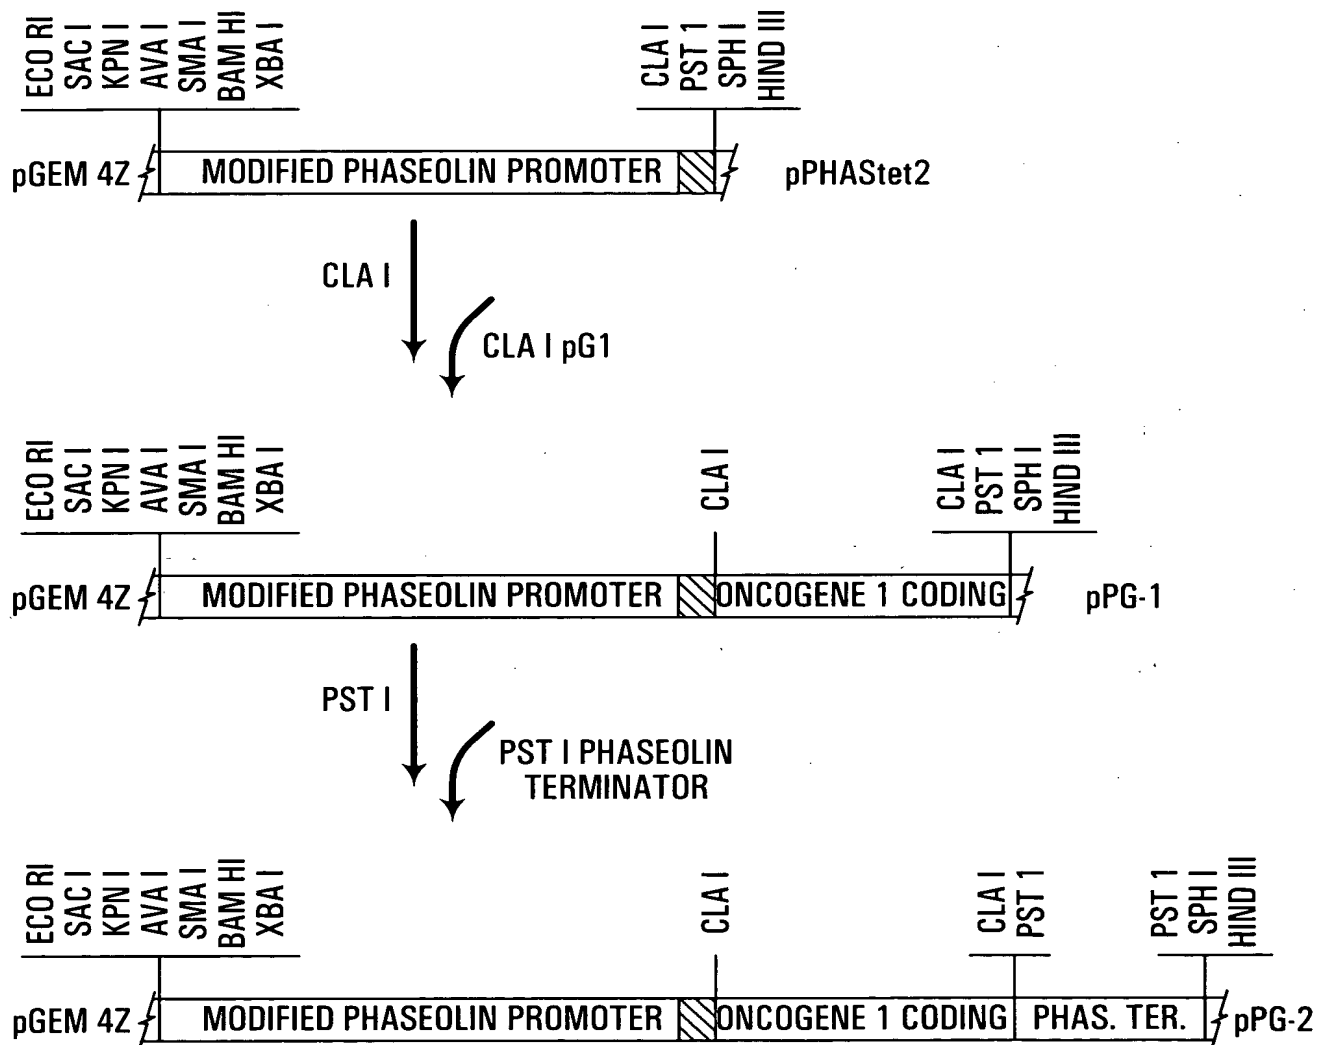 ECO RI
SAC I
KPN I
AVA I
SMA I
BAM HI
XBA I
CLA I
PST 1
SPH I
HIND III
pGEM 4Z
MODIFIED PHASEOLIN PROMOTER
pPHAStet2
CLA I
CLA I pG1
ECO RI
SAC I
KPN I
AVA I
SMA I
BAM HI
XBA I
CLA I
CLA I
PST 1
SPH I
HIND III
pGEM 4Z
MODIFIED PHASEOLIN PROMOTER
ONCOGENE 1 CODING
pPG-1
PST I
PST I PHASEOLIN
TERMINATOR
ECO RI
SAC I
KPN I
AVA I
SMA I
BAM HI
XBA I
CLA I
CLA I
PST 1
PST 1
SPH I
HIND III
pGEM 4Z
MODIFIED PHASEOLIN PROMOTER
ONCOGENE 1 CODING
PHAS. TER.
pPG-2